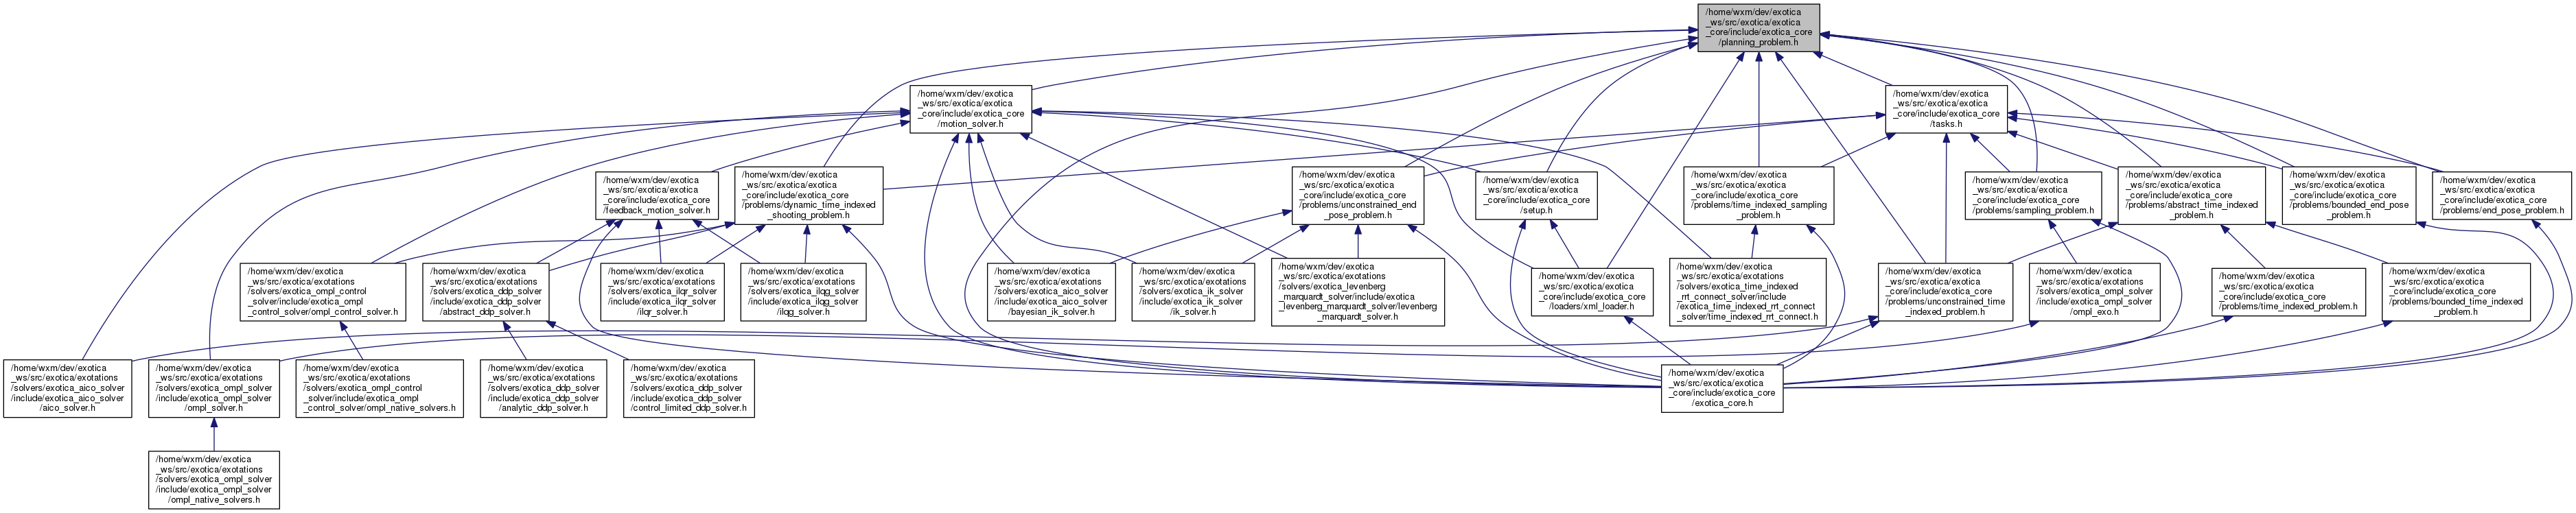 /home/wxm/dev/exotica
_ws/src/exotica/exotica
_core/include/exotica_core
/planning_problem.h
/home/wxm/dev/exotica
_ws/src/exotica/exotica
_core/include/exotica_core
/motion_solver.h
/home/wxm/dev/exotica
_ws/src/exotica/exotica
_core/include/exotica_core
/tasks.h
/home/wxm/dev/exotica
_ws/src/exotica/exotica
_core/include/exotica_core
/feedback_motion_solver.h
/home/wxm/dev/exotica
_ws/src/exotica/exotica
_core/include/exotica_core
/problems/dynamic_time_indexed
_shooting_problem.h
/home/wxm/dev/exotica
_ws/src/exotica/exotica
_core/include/exotica_core
/problems/unconstrained_end
_pose_problem.h
/home/wxm/dev/exotica
_ws/src/exotica/exotica
_core/include/exotica_core
/setup.h
/home/wxm/dev/exotica
_ws/src/exotica/exotica
_core/include/exotica_core
/problems/time_indexed_sampling
_problem.h
/home/wxm/dev/exotica
_ws/src/exotica/exotica
_core/include/exotica_core
/problems/sampling_problem.h
/home/wxm/dev/exotica
_ws/src/exotica/exotica
_core/include/exotica_core
/problems/abstract_time_indexed
_problem.h
/home/wxm/dev/exotica
_ws/src/exotica/exotica
_core/include/exotica_core
/problems/bounded_end_pose
_problem.h
/home/wxm/dev/exotica
_ws/src/exotica/exotica
_core/include/exotica_core
/problems/end_pose_problem.h
/home/wxm/dev/exotica
_ws/src/exotica/exotations
/solvers/exotica_ompl_control
_solver/include/exotica_ompl
_control_solver/ompl_control_solver.h
/home/wxm/dev/exotica
_ws/src/exotica/exotations
/solvers/exotica_ddp_solver
/include/exotica_ddp_solver
/abstract_ddp_solver.h
/home/wxm/dev/exotica
_ws/src/exotica/exotations
/solvers/exotica_ilqr_solver
/include/exotica_ilqr_solver
/ilqr_solver.h
/home/wxm/dev/exotica
_ws/src/exotica/exotations
/solvers/exotica_ilqg_solver
/include/exotica_ilqg_solver
/ilqg_solver.h
/home/wxm/dev/exotica
_ws/src/exotica/exotations
/solvers/exotica_aico_solver
/include/exotica_aico_solver
/bayesian_ik_solver.h
/home/wxm/dev/exotica
_ws/src/exotica/exotations
/solvers/exotica_ik_solver
/include/exotica_ik_solver
/ik_solver.h
/home/wxm/dev/exotica
_ws/src/exotica/exotations
/solvers/exotica_levenberg
_marquardt_solver/include/exotica
_levenberg_marquardt_solver/levenberg
_marquardt_solver.h
/home/wxm/dev/exotica
_ws/src/exotica/exotica
_core/include/exotica_core
/loaders/xml_loader.h
/home/wxm/dev/exotica
_ws/src/exotica/exotations
/solvers/exotica_time_indexed
_rrt_connect_solver/include
/exotica_time_indexed_rrt_connect
_solver/time_indexed_rrt_connect.h
/home/wxm/dev/exotica
_ws/src/exotica/exotica
_core/include/exotica_core
/problems/unconstrained_time
_indexed_problem.h
/home/wxm/dev/exotica
_ws/src/exotica/exotations
/solvers/exotica_ompl_solver
/include/exotica_ompl_solver
/ompl_exo.h
/home/wxm/dev/exotica
_ws/src/exotica/exotica
_core/include/exotica_core
/problems/time_indexed_problem.h
/home/wxm/dev/exotica
_ws/src/exotica/exotica
_core/include/exotica_core
/problems/bounded_time_indexed
_problem.h
/home/wxm/dev/exotica
_ws/src/exotica/exotations
/solvers/exotica_aico_solver
/include/exotica_aico_solver
/aico_solver.h
/home/wxm/dev/exotica
_ws/src/exotica/exotations
/solvers/exotica_ompl_solver
/include/exotica_ompl_solver
/ompl_solver.h
/home/wxm/dev/exotica
_ws/src/exotica/exotations
/solvers/exotica_ompl_control
_solver/include/exotica_ompl
_control_solver/ompl_native_solvers.h
/home/wxm/dev/exotica
_ws/src/exotica/exotations
/solvers/exotica_ddp_solver
/include/exotica_ddp_solver
/analytic_ddp_solver.h
/home/wxm/dev/exotica
_ws/src/exotica/exotations
/solvers/exotica_ddp_solver
/include/exotica_ddp_solver
/control_limited_ddp_solver.h
/home/wxm/dev/exotica
_ws/src/exotica/exotica
_core/include/exotica_core
/exotica_core.h
/home/wxm/dev/exotica
_ws/src/exotica/exotations
/solvers/exotica_ompl_solver
/include/exotica_ompl_solver
/ompl_native_solvers.h